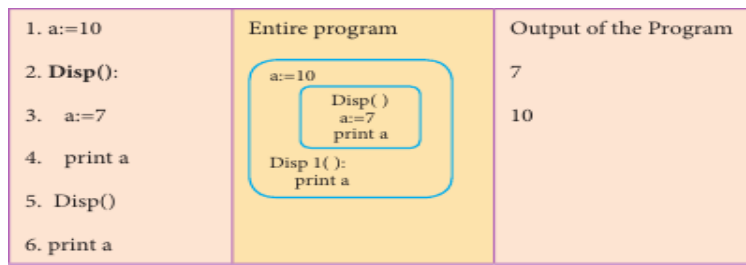 1. a:=10
2. Disp():
3. a:=7
4. print a
5. Disp()
6. print a
Entire program
a:=10
Disp( )
a:=7
print a
Disp 1( ):
print a
Output of the Program
7
10